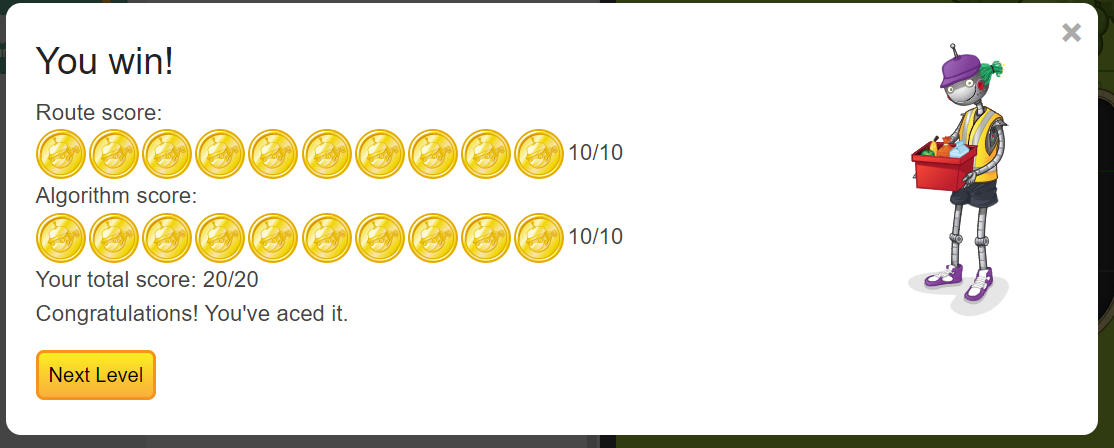 You win!
Route score:
10/10
Algorithm score:
10/10
Your total score: 20/20
Congratulations! You've aced it.
Next Level